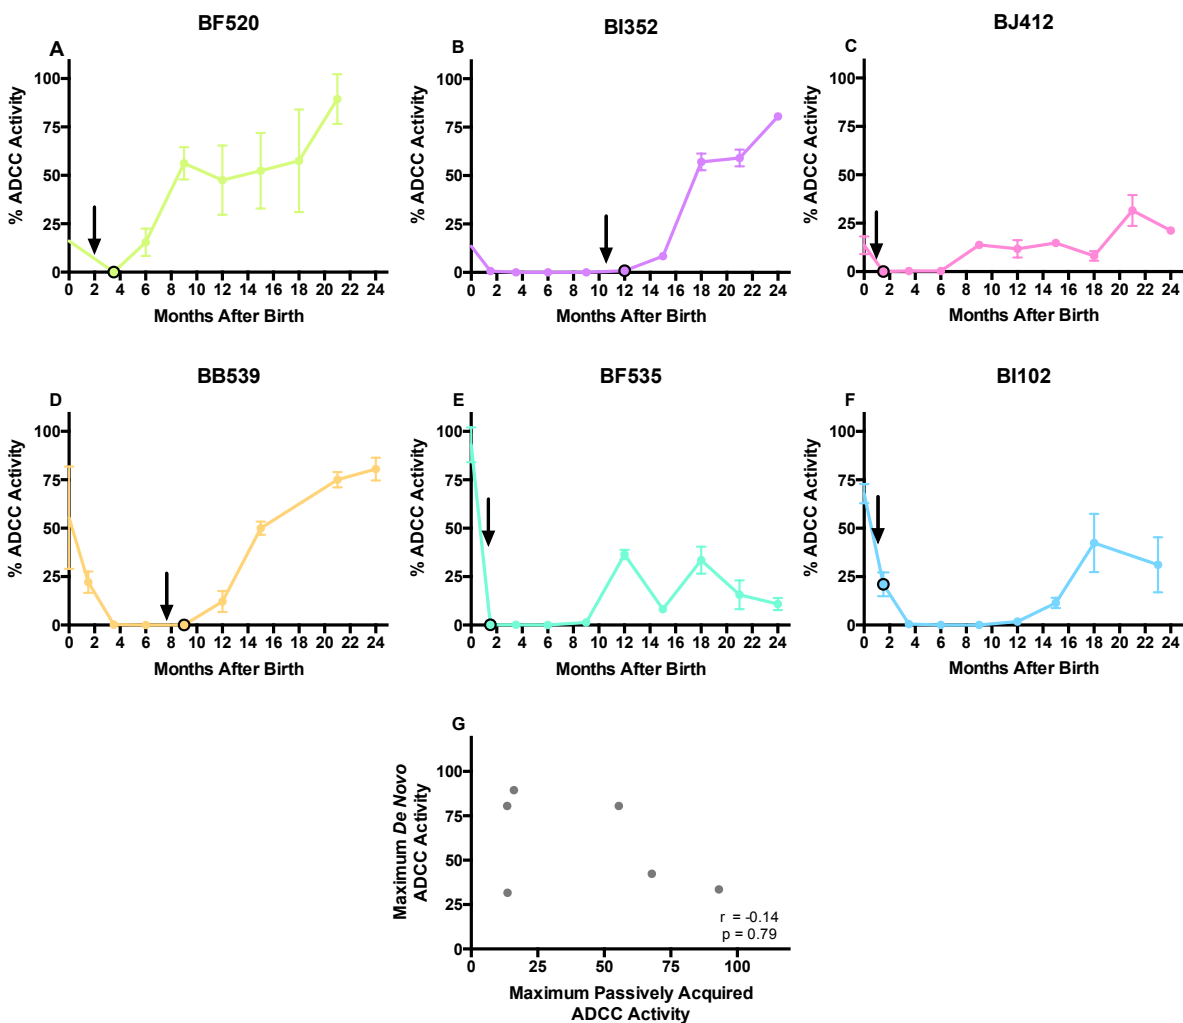 BF520
A
% ADCC Activity
100
75
50
25
0
0 2 4 6 8 10 12 14 16 18 20 22 24
Months After Birth
BI352
B
% ADCC Activity
100
75
50
25
0
0 2 4 6 8 10 12 14 16 18 20 22 24
Months After Birth
BJ412
C
% ADCC Activity
100
75
50
25
0
0 2 4 6 8 10 12 14 16 18 20 22 24
Months After Birth
BB539
D
% ADCC Activity
100
75
50
25
0
0 2 4 6 8 10 12 14 16 18 20 22 24
Months After Birth
BF535
E
% ADCC Activity
100
75
50
25
0
0 2 4 6 8 10 12 14 16 18 20 22 24
Months After Birth
BI102
F
% ADCC Activity
100
75
50
25
0
0 2 4 6 8 10 12 14 16 18 20 22 24
Months After Birth
G
Maximum De Novo
ADCC Activity
100
75
50
25
0
r = -0.14
p = 0.79
0 25 50 75 100
Maximum Passively Acquired
ADCC Activity